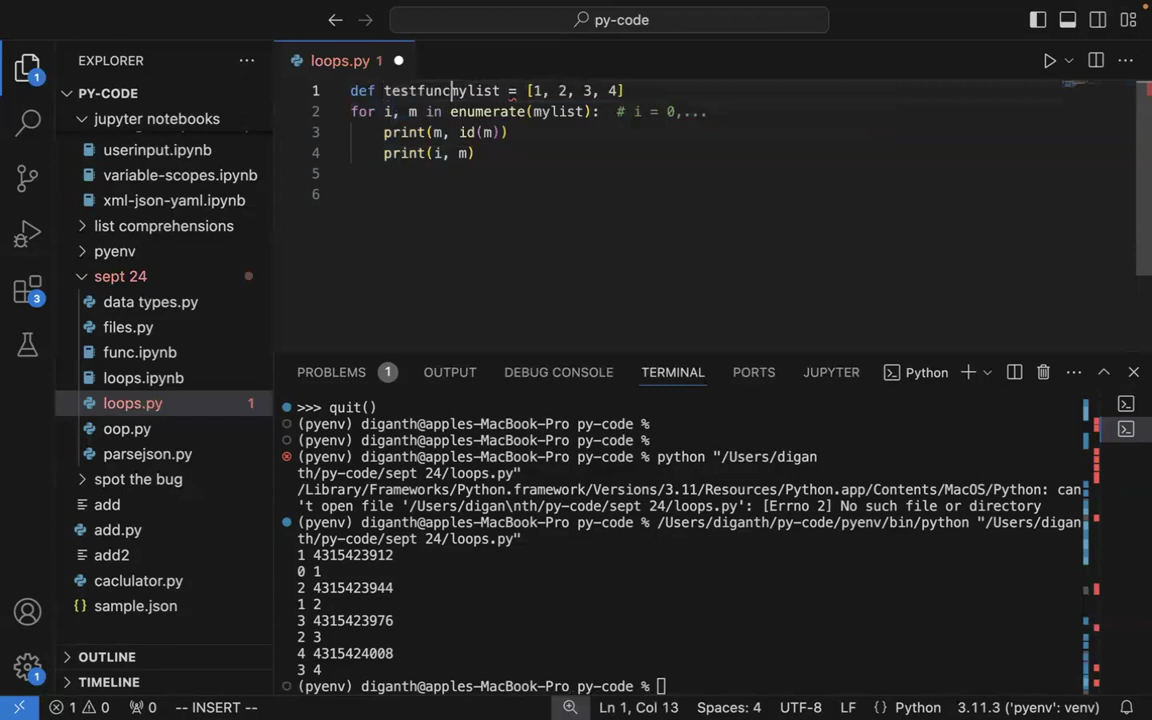 py-code
EXPLORER
PY-CODE
jupyter notebooks
userinput.ipynb
variable-scopes.ipynb
xml-json-yaml.ipynb
list comprehensions
pyenv
sept 24
data types.py
files.py
func.ipynb
loops.ipynb
loops.py 1
oop.py
parsejson.py
spot the bug
add
add.py
add2
caclulator.py
sample.json
OUTLINE
TIMELINE
1
3
1
loops.py 1
1 def testfuncmylist = [1, 2, 3, 4]
2 for i, m in enumerate(mylist): # i = 0,...
3 print(m, id(m))
4 print(i, m)
5
6
PROBLEMS 1 OUTPUT DEBUG CONSOLE TERMINAL PORTS JUPYTER Python
>>> quit()
(pyenv) diganth@apples-MacBook-Pro py-code %
(pyenv) diganth@apples-MacBook-Pro py-code %
(pyenv) diganth@apples-MacBook-Pro py-code % python "/Users/digan
th/py-code/sept 24/loops.py"
/Library/Frameworks/Python.framework/Versions/3.11/Resources/Python.app/Contents/MacOS/Python: can
't open file '/Users/digan\nth/py-code/sept 24/loops.py': [Errno 2] No such file or directory
(pyenv) diganth@apples-MacBook-Pro py-code % /Users/diganth/py-code/pyenv/bin/python "/Users/digan
th/py-code/sept 24/loops.py"
1 4315423912
0 1
2 4315423944
1 2
3 4315423976
2 3
4 4315424008
3 4
(pyenv) diganth@apples-MacBook-Pro py-code %
1 0 0 -- INSERT -- Ln 1, Col 13 Spaces: 4 UTF-8 LF {} Python 3.11.3 ('pyenv': venv)